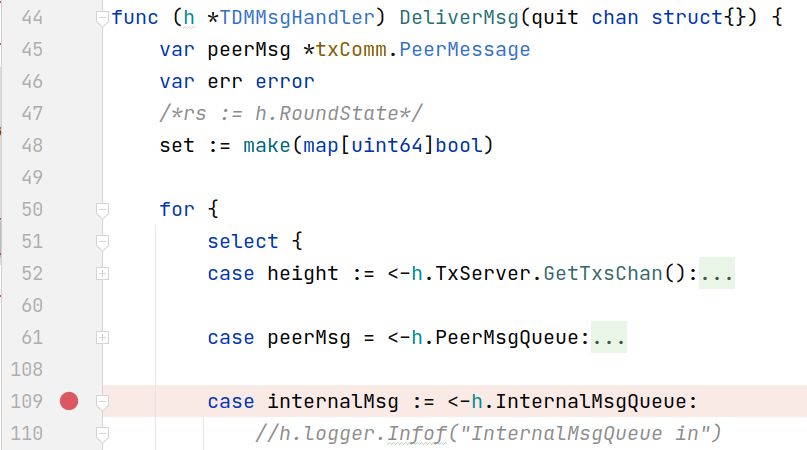 44 func (h *TDMMsgHandler) DeliverMsg(quit chan struct{}) {
45 var peerMsg *txComm.PeerMessage
46 var err error
47 /*rs := h.RoundState*/
48 set := make(map[uint64]bool)
49
50 for {
51 select {
52 case height := <-h.TxServer.GetTxsChan():...
60
61 case peerMsg = <-h.PeerMsgQueue:...
108
109 case internalMsg := <-h.InternalMsgQueue:
110 //h.logger.Infof("InternalMsgQueue in")